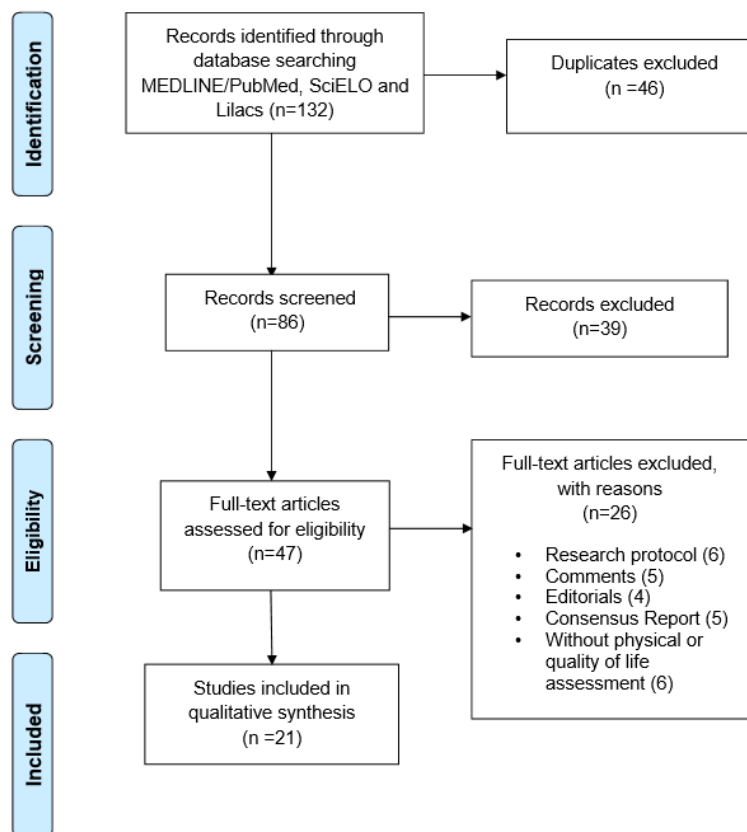 Identification
Records identified through
database searching
MEDLINE/PubMed, SciELO and
Lilacs (n=132)
Duplicates excluded
(n =46)
Screening
Records screened
(n=86)
Records excluded
(n=39)
Eligibility
Full-text articles
assessed for eligibility
(n=47)
Full-text articles excluded,
with reasons
(n=26)
• Research protocol (6)
• Comments (5)
• Editorials (4)
• Consensus Report (5)
• Without physical or
quality of life
assessment (6)
Included
Studies included in
qualitative synthesis
(n =21)